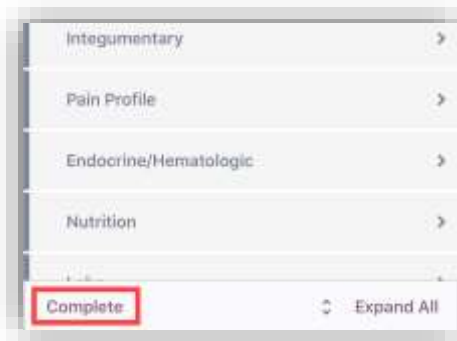 Integumentary
Pain Profile
Endocrine/Hematologic
Nutrition
Complete
Expand All